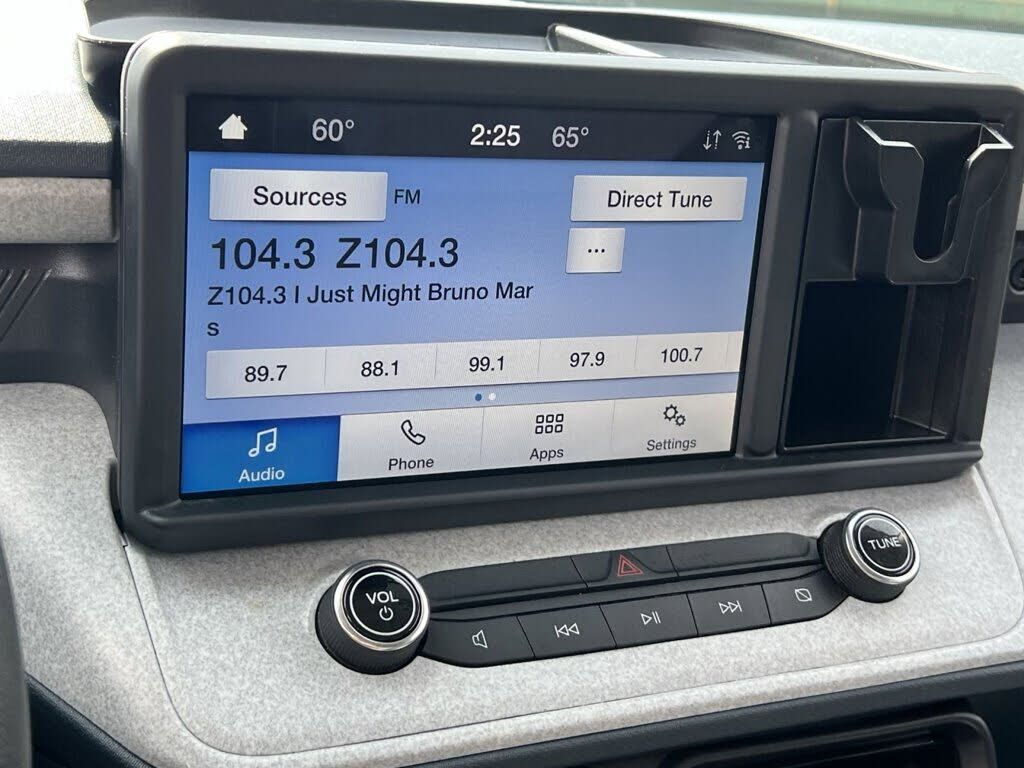 60° 2:25 65°
Sources FM Direct Tune
104.3 Z104.3 ...
Z104.3 I Just Might Bruno Mar
s
89.7 88.1 99.1 97.9 100.7
Audio Phone Apps Settings
VOL TUNE